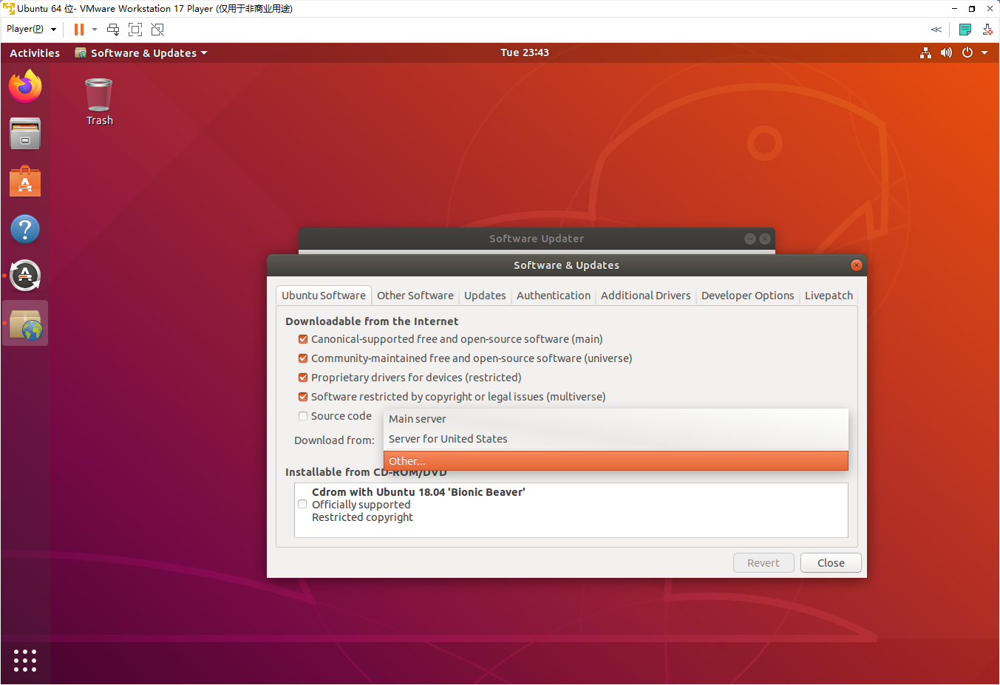 Ubuntu 64 位- VMware Workstation 17 Player (仅用于非商业用途)
Player(P)
Activities
Software & Updates
Tue 23:43
Trash
Software Updater
Software & Updates
Ubuntu Software
Other Software
Updates
Authentication
Additional Drivers
Developer Options
Livepatch
Downloadable from the Internet
Canonical-supported free and open-source software (main)
Community-maintained free and open-source software (universe)
Proprietary drivers for devices (restricted)
Software restricted by copyright or legal issues (multiverse)
Source code
Main server
Server for United States
Download from:
Other...
Installable from CD-ROM/DVD
Cdrom with Ubuntu 18.04 'Bionic Beaver'
Officially supported
Restricted copyright
Revert
Close